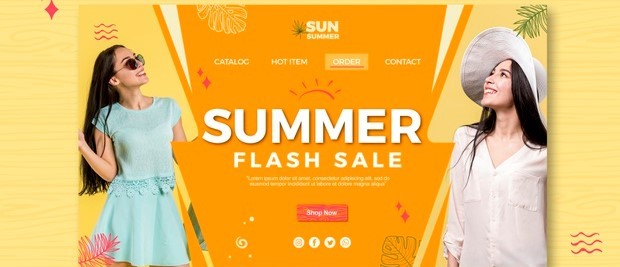 SUN
SUMMER
CATALOG HOT ITEM ORDER CONTACT
SUMMER
FLASH SALE
"Lorem ipsum dolor sit amet, consectetur adipiscing elit, sed do eiusmod tempor incididunt ut labore et dolore magna aliqua".
Shop Now